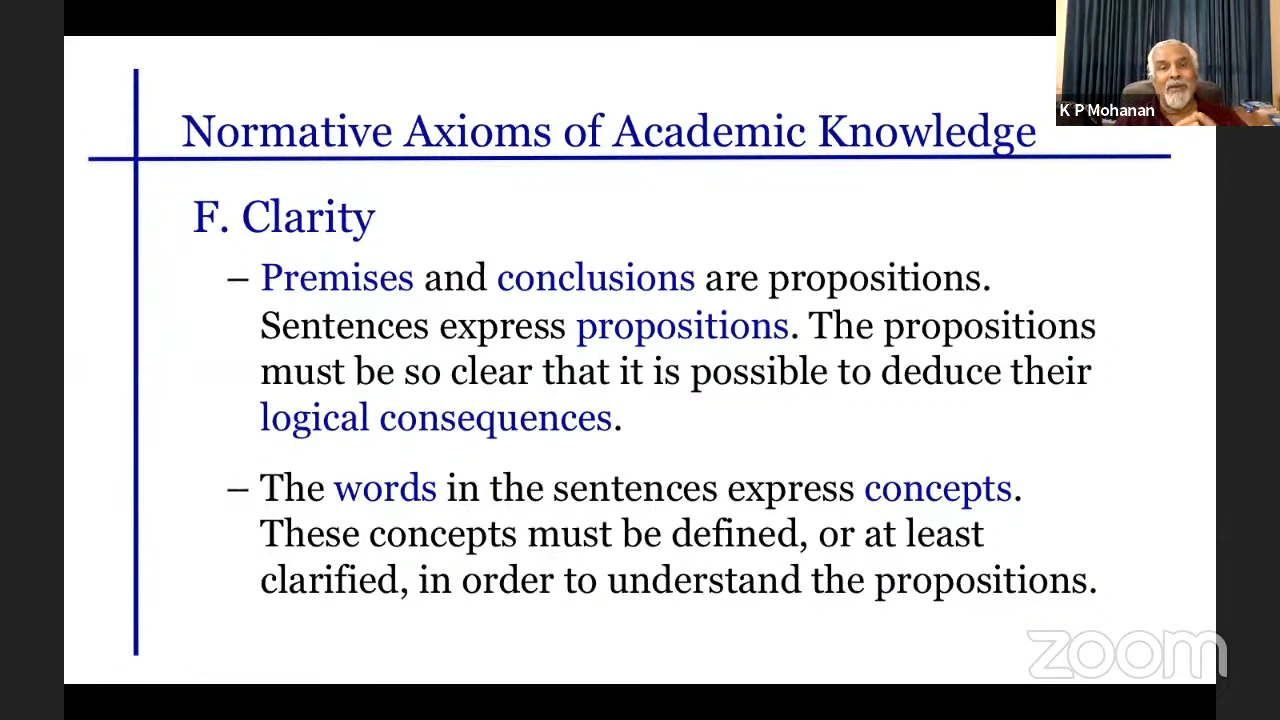 K P Mohanan
Normative Axioms of Academic Knowledge
F. Clarity
– Premises and conclusions are propositions.
Sentences express propositions. The propositions
must be so clear that it is possible to deduce their
logical consequences.
– The words in the sentences express concepts.
These concepts must be defined, or at least
clarified, in order to understand the propositions.
zoom